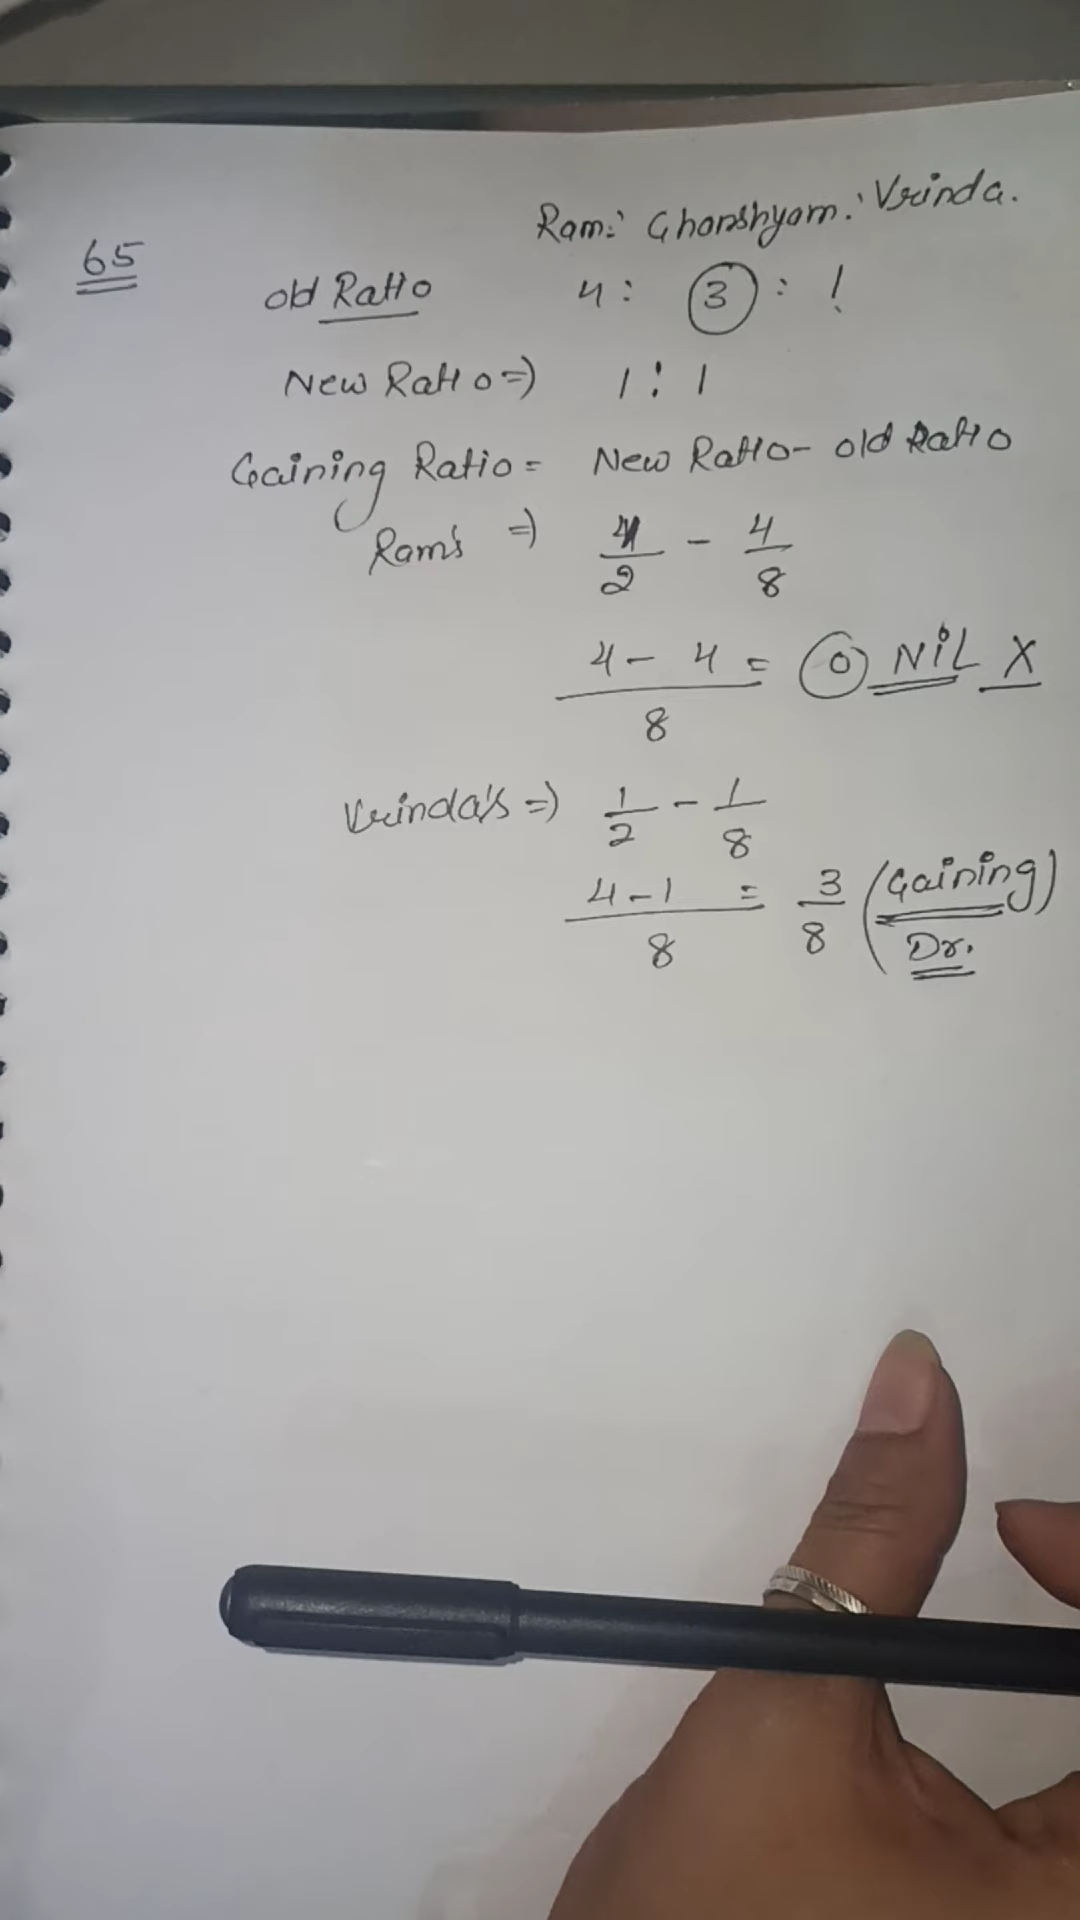 Ram: Ghanshyam: Vrinda.
65
old Ratio 4: 3 : 1
New Ratio => 1 : 1
Gaining Ratio = New Ratio - old Ratio
Ram's => 1/2 - 4/8
4 - 4 / 8 = 0 NiL X
Vrinda's => 1/2 - 1/8
4 - 1 / 8 = 3/8 (Gaining)
Dr.